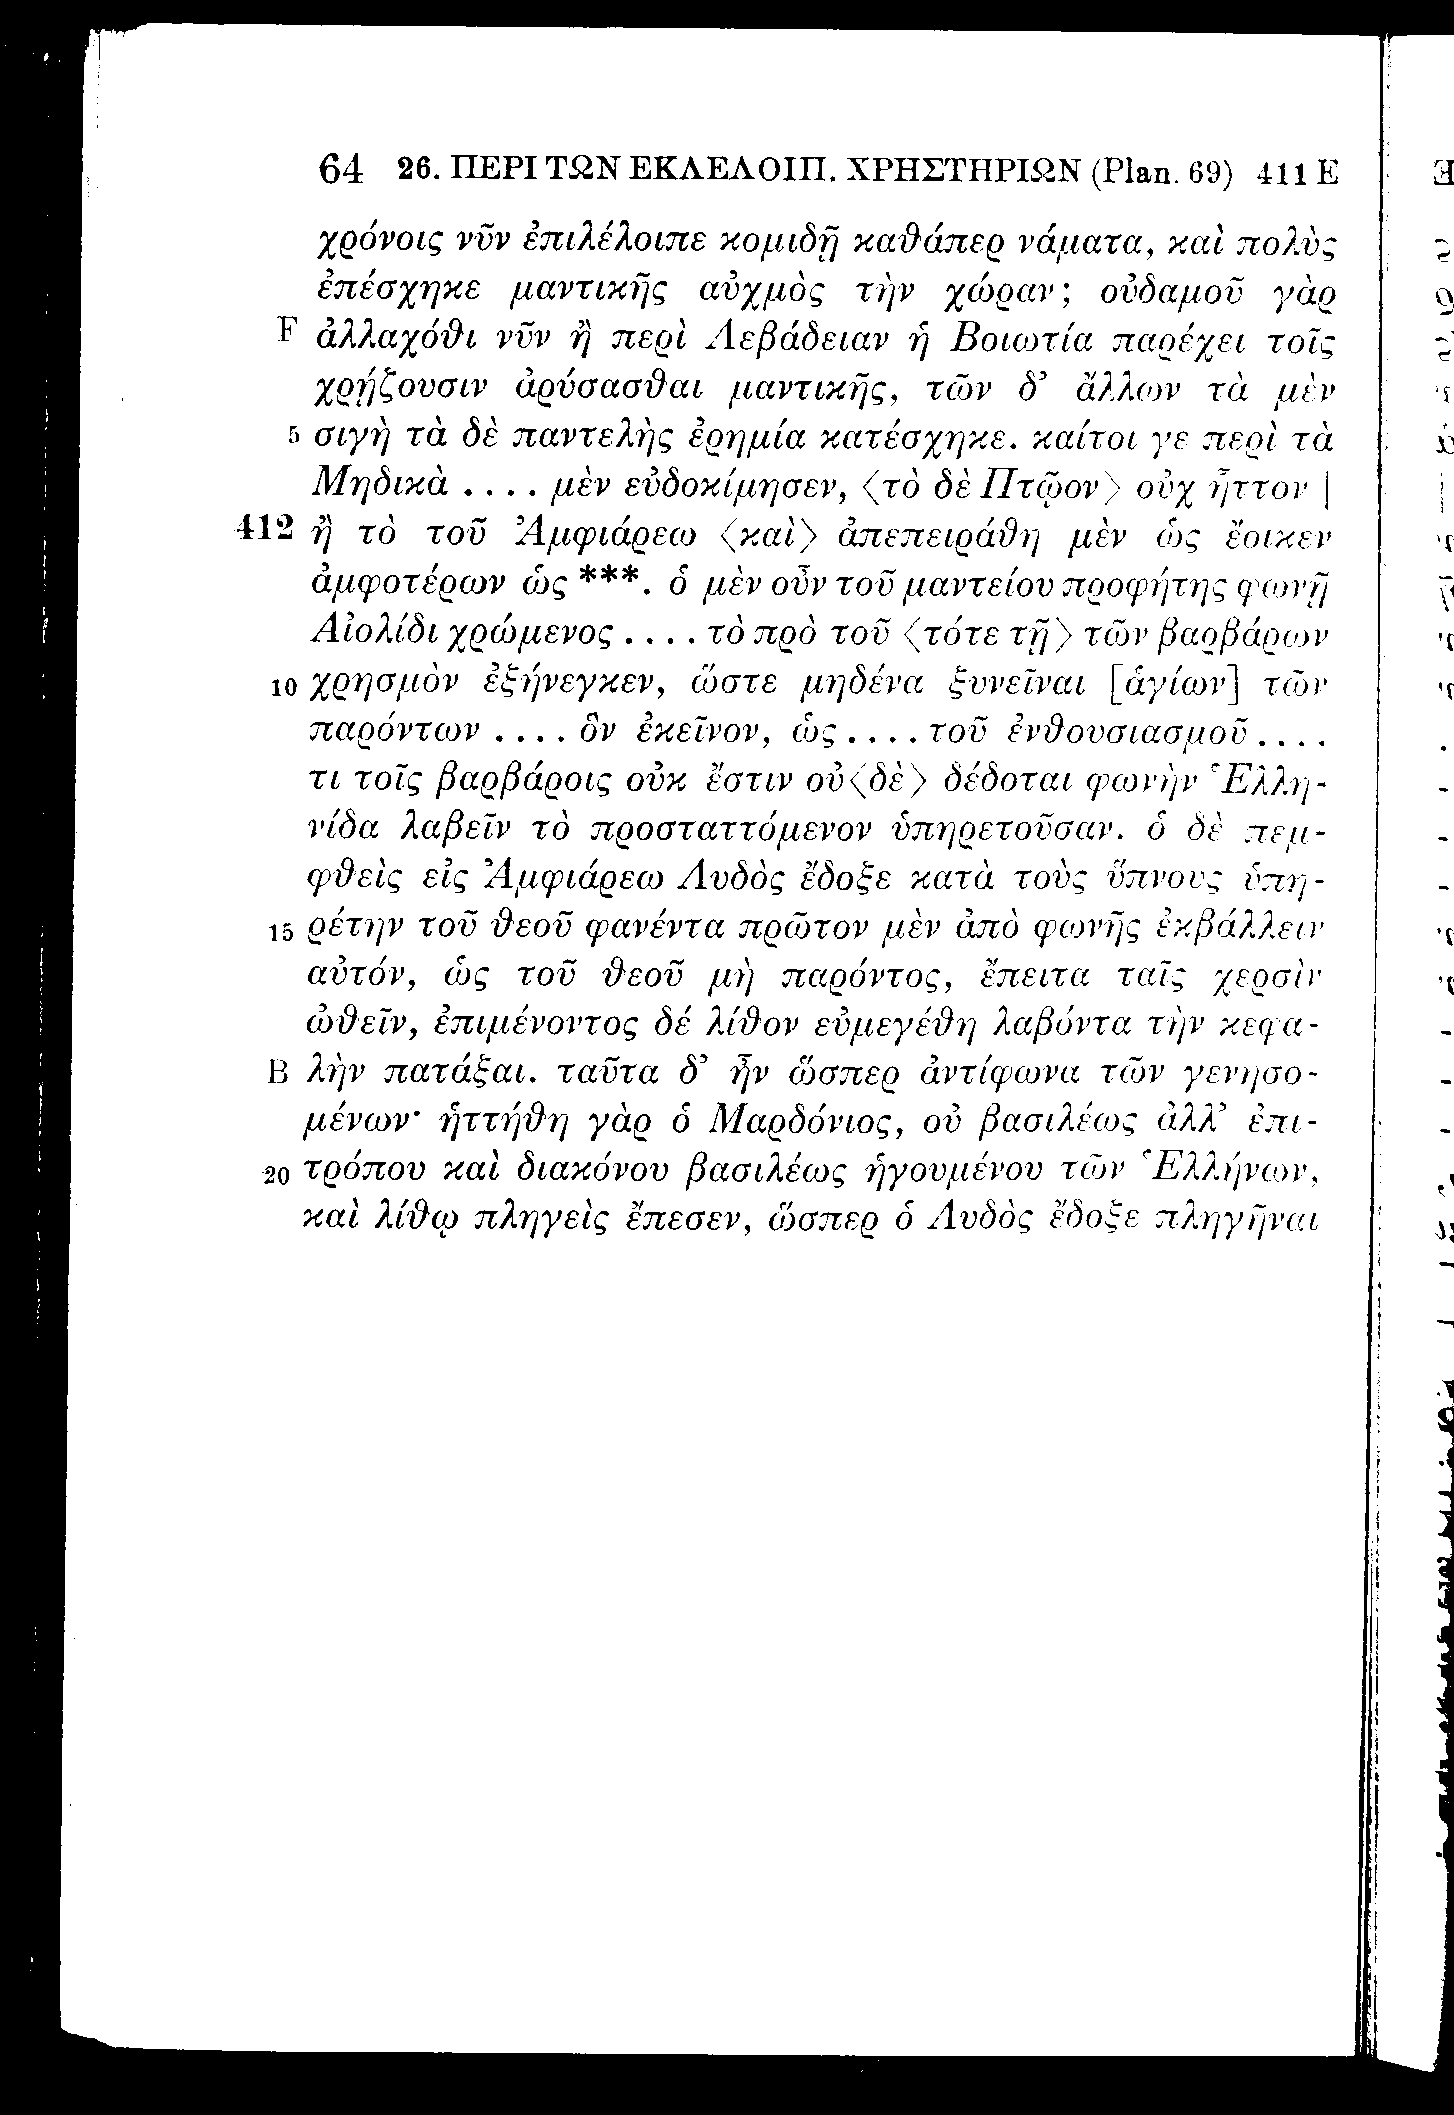 64 26. ΠΕΡΙ ΤΩΝ ΕΚΛΕΛΟΙΠ. ΧΡΗΣΤΗΡΙΩΝ (Plan. 69) 411 E
χρόνοις νῦν ἐπιλέλοιπε κομιδῇ καθάπερ νάματα, καὶ πολὺς
ἐπέσχηκε μαντικῆς αὐχμὸς τὴν χώραν; οὐδαμοῦ γὰρ
F ἀλλαχόθι νῦν ἢ περὶ Λεβάδειαν ἡ Βοιωτία παρέχει τοῖς
χρῄζουσιν ἀρύσασθαι μαντικῆς, τῶν δ’ ἄλλων τὰ μὲν
5 σιγὴ τὰ δὲ παντελὴς ἐρημία κατέσχηκε. καίτοι γε περὶ τὰ
Μηδικὰ .... μὲν εὐδοκίμησεν, ⟨τὸ δὲ Πτῷον⟩ οὐχ ἧττον |
412 ἢ τὸ τοῦ Ἀμφιάρεω ⟨καὶ⟩ ἀπεπειράθη μὲν ὡς ἔοικεν
ἀμφοτέρων ὡς ***. ὁ μὲν οὖν τοῦ μαντείου προφήτης φωνῇ
Αἰολίδι χρώμενος .... τὸ πρὸ τοῦ ⟨τότε τῇ⟩ τῶν βαρβάρων
10 χρησμὸν ἐξήνεγκεν, ὥστε μηδένα ξυνεῖναι [ἁγίων] τῶν
παρόντων .... ὃν ἐκεῖνον, ὡς .... τοῦ ἐνθουσιασμοῦ ....
τι τοῖς βαρβάροις οὐκ ἔστιν οὐ⟨δὲ⟩ δέδοται φωνὴν Ἑλλη-
νίδα λαβεῖν τὸ προσταττόμενον ὑπηρετοῦσαν. ὁ δὲ πεμ-
φθεὶς εἰς Ἀμφιάρεω Λυδὸς ἔδοξε κατὰ τοὺς ὕπνους ὑπη-
15 ρέτην τοῦ θεοῦ φανέντα πρῶτον μὲν ἀπὸ φωνῆς ἐκβάλλειν
αὐτόν, ὡς τοῦ θεοῦ μὴ παρόντος, ἔπειτα ταῖς χερσὶν
ὠθεῖν, ἐπιμένοντος δέ λίθον εὐμεγέθη λαβόντα τὴν κεφα-
B λὴν πατάξαι. ταῦτα δ’ ἦν ὥσπερ ἀντίφωνα τῶν γενησο-
μένων· ἡττήθη γὰρ ὁ Μαρδόνιος, οὐ βασιλέως ἀλλ’ ἐπι-
20 τρόπου καὶ διακόνου βασιλέως ἡγουμένου τῶν Ἑλλήνων,
καὶ λίθῳ πληγεὶς ἔπεσεν, ὥσπερ ὁ Λυδὸς ἔδοξε πληγῆναι